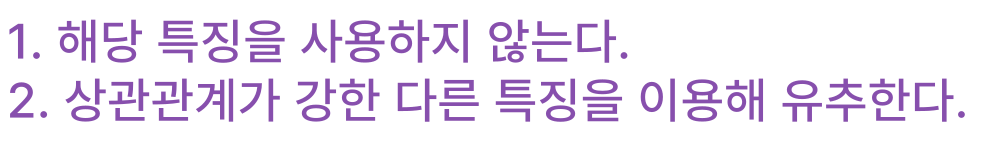 1. 해당 특징을 사용하지 않는다.
2. 상관관계가 강한 다른 특징을 이용해 유추한다.